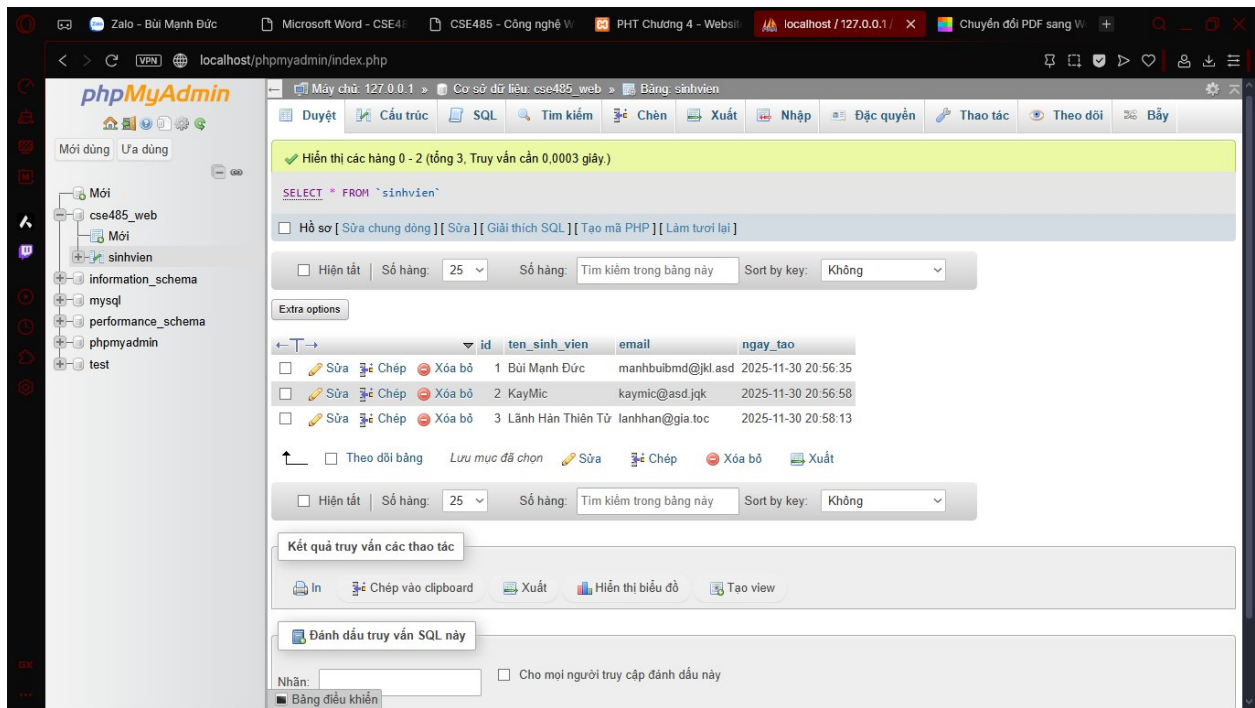 Zalo - Bùi Mạnh Đức Microsoft Word - CSE48 CSE485 - Công nghệ W PHT Chương 4 - Websit localhost / 127.0.0.1 / Chuyển đổi PDF sang W
VPN localhost/phpmyadmin/index.php
phpMyAdmin
Mới dùng Ưa dùng
Mới
cse485_web
Mới
sinhvien
information_schema
mysql
performance_schema
phpmyadmin
test
Máy chủ: 127.0.0.1 » Cơ sở dữ liệu: cse485_web » Bảng: sinhvien
Duyệt Cấu trúc SQL Tìm kiếm Chèn Xuất Nhập Đặc quyền Thao tác Theo dõi Bẫy
Hiển thị các hàng 0 - 2 (tổng 3, Truy vấn cần 0,0003 giây.)
SELECT * FROM `sinhvien`
Hồ sơ [ Sửa chung dòng ] [ Sửa ] [ Giải thích SQL ] [ Tạo mã PHP ] [ Làm tươi lại ]
Hiện tất | Số hàng: 25 Số hàng: Tìm kiếm trong bảng này Sort by key: Không
Extra options
id ten_sinh_vien email ngay_tao
Sửa Chép Xóa bỏ 1 Bùi Mạnh Đức manhbuibmd@jkl.asd 2025-11-30 20:56:35
Sửa Chép Xóa bỏ 2 KayMic kaymic@asd.jqk 2025-11-30 20:56:58
Sửa Chép Xóa bỏ 3 Lãnh Hàn Thiên Tử lanhhan@gia.toc 2025-11-30 20:58:13
Theo dõi bảng Lưu mục đã chọn Sửa Chép Xóa bỏ Xuất
Hiện tất | Số hàng: 25 Số hàng: Tìm kiếm trong bảng này Sort by key: Không
Kết quả truy vấn các thao tác
In Chép vào clipboard Xuất Hiển thị biểu đồ Tạo view
Đánh dấu truy vấn SQL này
Nhãn: Cho mọi người truy cập đánh dấu này
Bảng điều khiển
GX